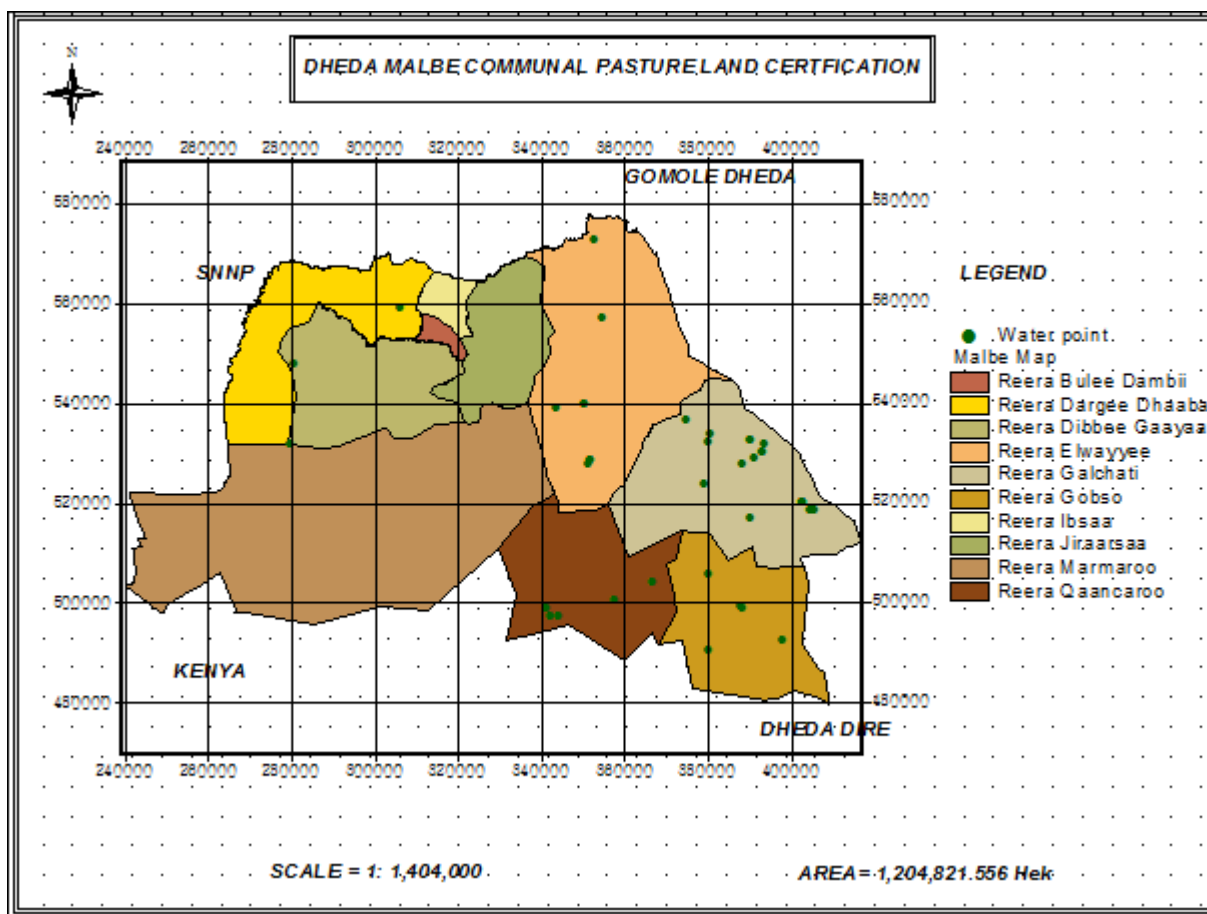 N
DHEDA MALBE COMMUNAL PASTURE LAND CERTFICATION
240000 260000 280000 300000 320000 340000 360000 380000 400000
GOMOLE DHEDA
580000 580000
SNNP
LEGEND
560000 560000
Water point
Malbe Map
Reera Bulee Dambii
Reera Dargee Dhaaba
Reera Dibbee Gaayaa
Reera Elwayyee
Reera Galchati
Reera Gobso
Reera Ibsaa
Reera Jiraarsaa
Reera Marmaroo
Reera Qaancaroo
540000 540000
520000 520000
500000 500000
KENYA
480000 480000
DHEDA DIRE
240000 260000 280000 300000 320000 340000 360000 380000 400000
SCALE = 1: 1,404,000
AREA= 1,204,821.556 Hek